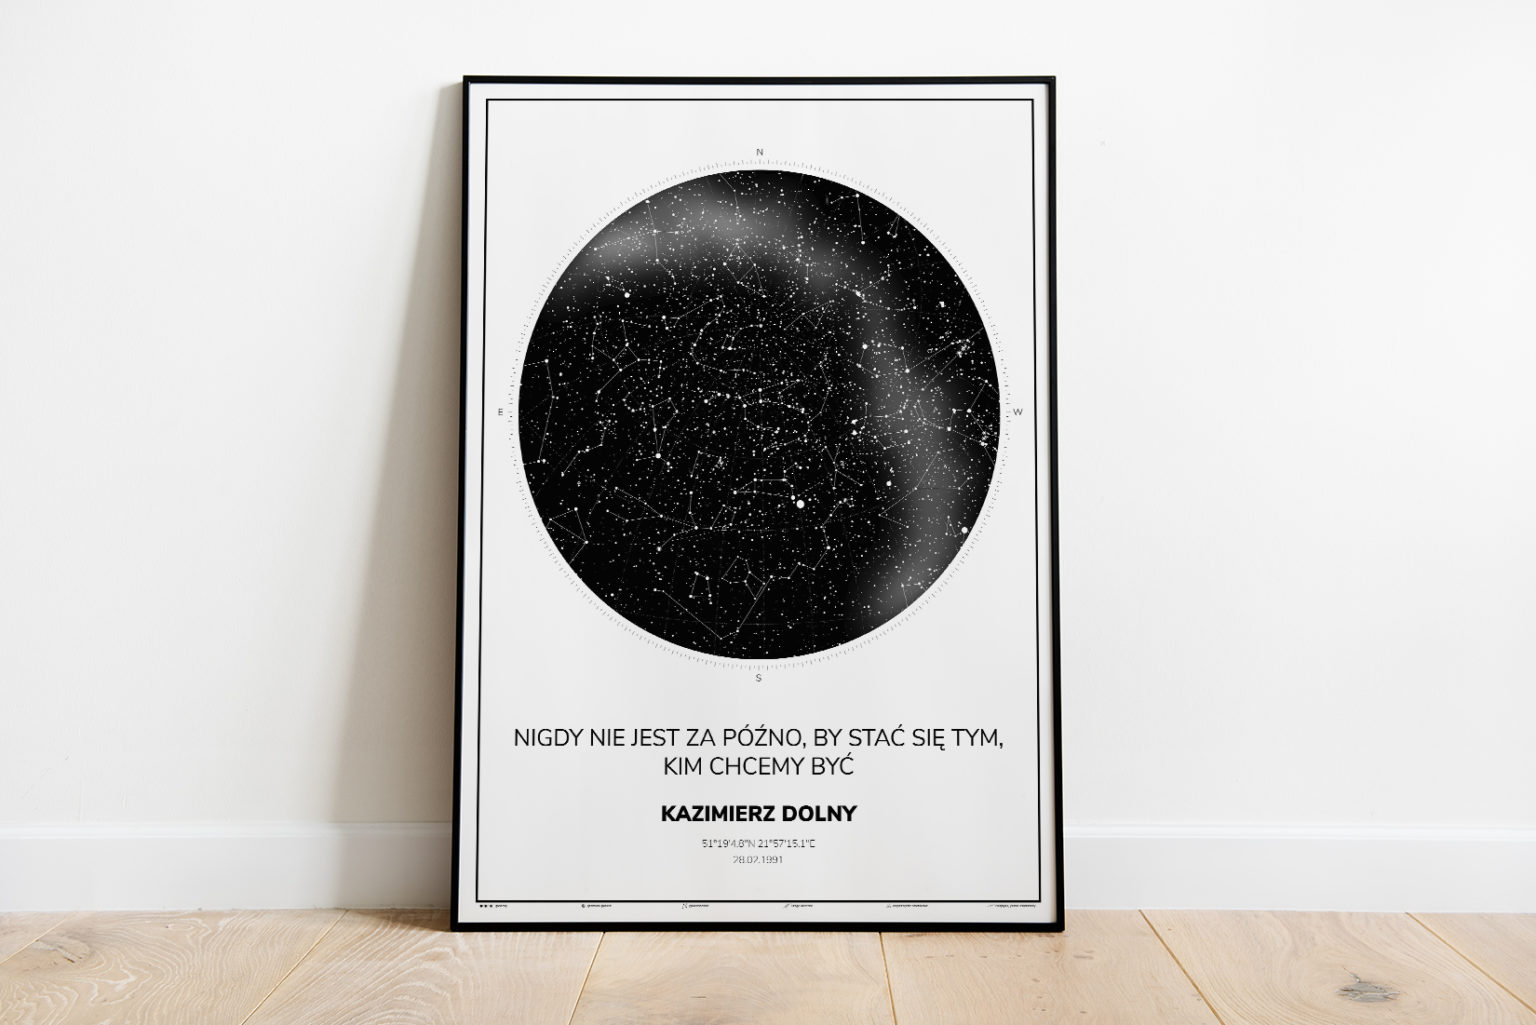 N
E
W
S
NIGDY NIE JEST ZA PÓŹNO, BY STAĆ SIĘ TYM,
KIM CHCEMY BYĆ
KAZIMIERZ DOLNY
51°19'4.8"N 21°57'15.1"E
28.02.1991